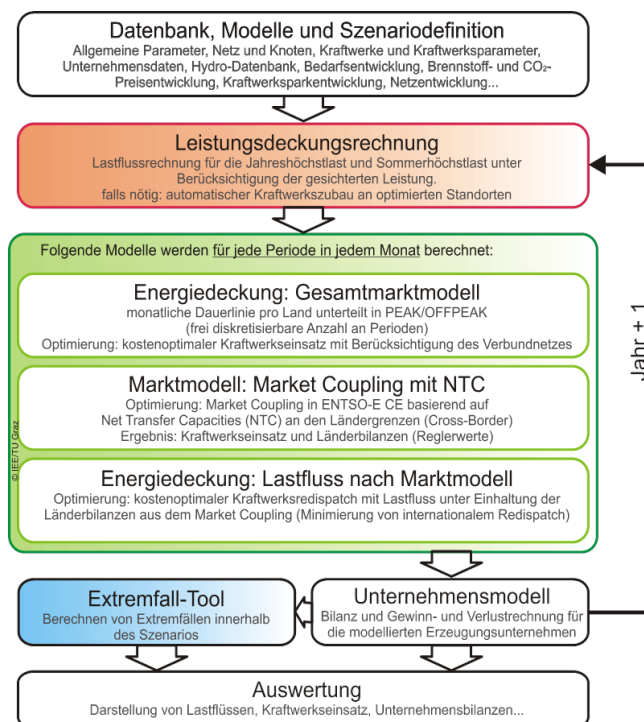 Datenbank, Modelle und Szenariodefinition
Allgemeine Parameter, Netz und Knoten, Kraftwerke und Kraftwerksparameter,
Unternehmensdaten, Hydro-Datenbank, Bedarfsentwicklung, Brennstoff- und CO₂-
Preisentwicklung, Kraftwerksparkentwicklung, Netzentwicklung...
Leistungsdeckungsrechnung
Lastflussrechnung für die Jahreshöchstlast und Sommerhöchstlast unter
Berücksichtigung der gesicherten Leistung.
falls nötig: automatischer Kraftwerkszubau an optimierten Standorten
Folgende Modelle werden für jede Periode in jedem Monat berechnet:
Energiedeckung: Gesamtmarktmodell
monatliche Dauerlinie pro Land unterteilt in PEAK/OFFPEAK
(frei diskretisierbare Anzahl an Perioden)
Optimierung: kostenoptimaler Kraftwerkseinsatz mit Berücksichtigung des Verbundnetzes
Marktmodell: Market Coupling mit NTC
Optimierung: Market Coupling in ENTSO-E CE basierend auf
Net Transfer Capacities (NTC) an den Ländergrenzen (Cross-Border)
Ergebnis: Kraftwerkseinsatz und Länderbilanzen (Reglerwerte)
Energiedeckung: Lastfluss nach Marktmodell
Optimierung: kostenoptimaler Kraftwerksredispatch mit Lastfluss unter Einhaltung der
Länderbilanzen aus dem Market Coupling (Minimierung von internationalem Redispatch)
© IEE/TU Graz
Jahr + 1
Extremfall-Tool
Berechnen von Extremfällen innerhalb
des Szenarios
Unternehmensmodell
Bilanz und Gewinn- und Verlustrechnung für
die modellierten Erzeugungsunternehmen
Auswertung
Darstellung von Lastflüssen, Kraftwerkseinsatz, Unternehmensbilanzen...